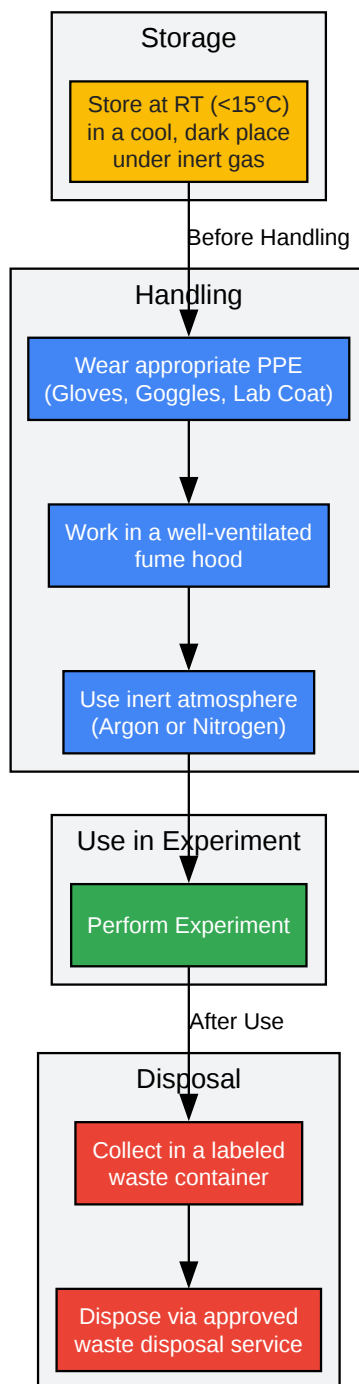 Storage
Store at RT (<15°C)
in a cool, dark place
under inert gas
Before Handling
Handling
Wear appropriate PPE
(Gloves, Goggles, Lab Coat)
Work in a well-ventilated
fume hood
Use inert atmosphere
(Argon or Nitrogen)
Use in Experiment
Perform Experiment
After Use
Disposal
Collect in a labeled
waste container
Dispose via approved
waste disposal service